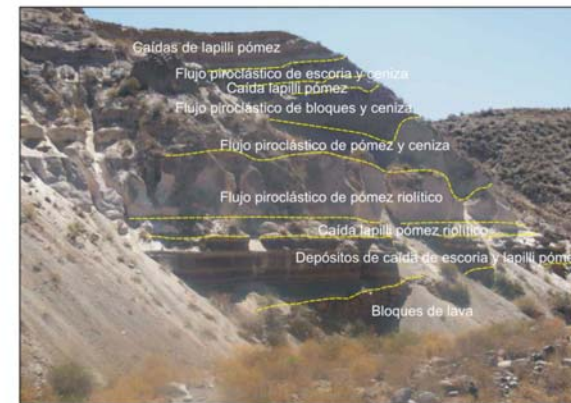 Caídas de lapilli pómez
Flujo piroclástico de escoria y ceniza
Caída lapilli pómez
Flujo piroclástico de bloques y ceniza
Flujo piroclástico de pómez y ceniza
Flujo piroclástico de pómez riolítico
Caída lapilli pómez riolítico
Depósitos de caída de escoria y lapilli pómez
Bloques de lava